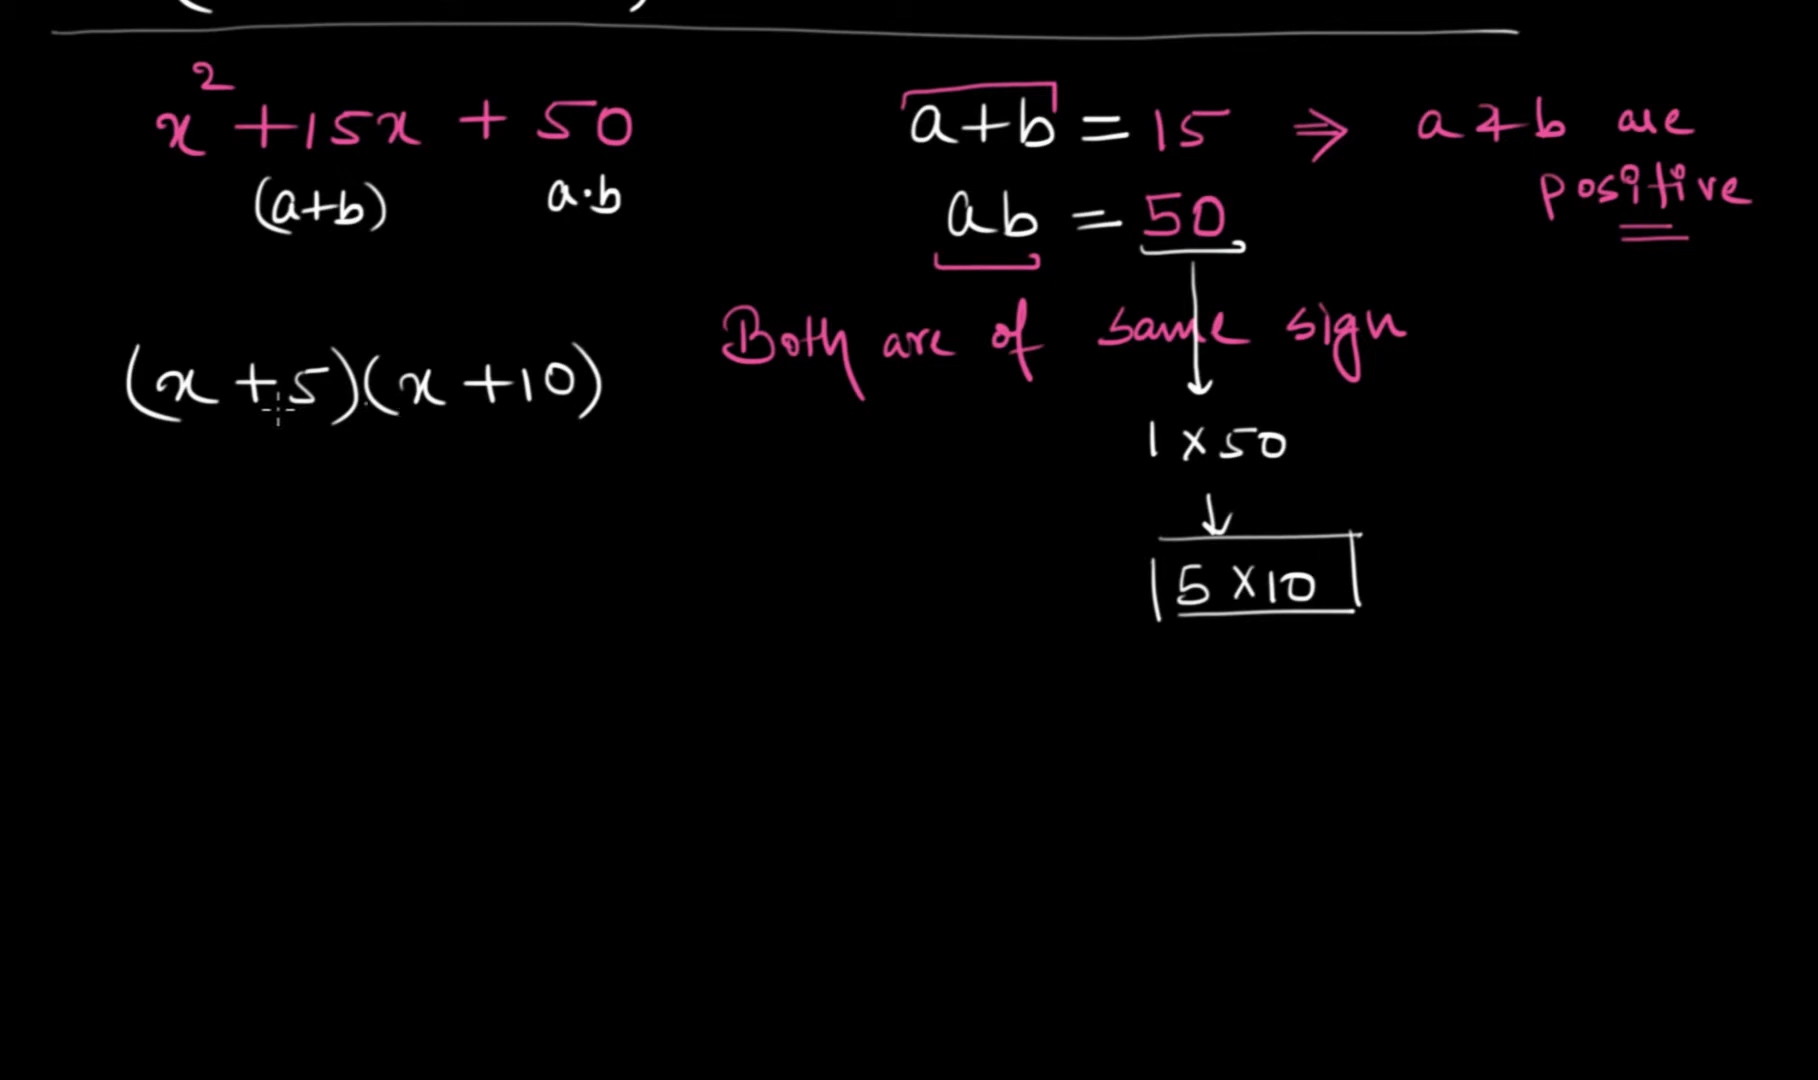 x² + 15x + 50
(a+b) a·b
(x + 5)(x + 10)
a + b = 15 ⇒ a & b are
positive
ab = 50
Both are of same sign
1 × 50
↓
5 × 10